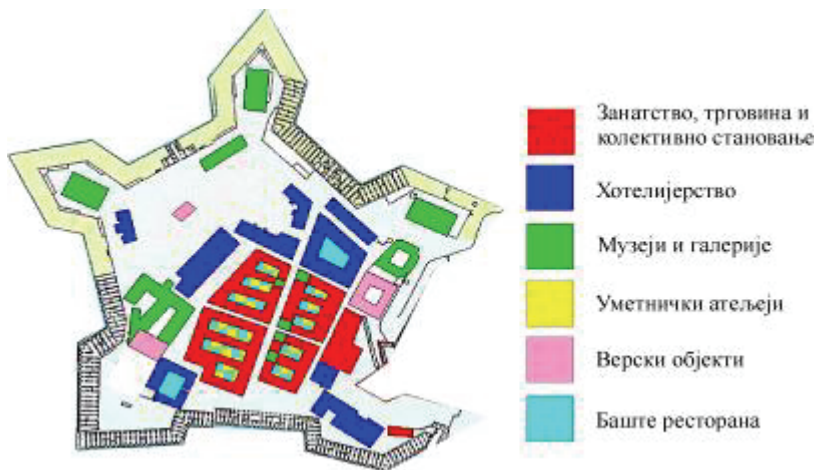 Занатство, трговина и
колективно становање
Хотелијерство
Музеји и галерије
Уметнички атељеји
Верски објекти
Баште ресторана